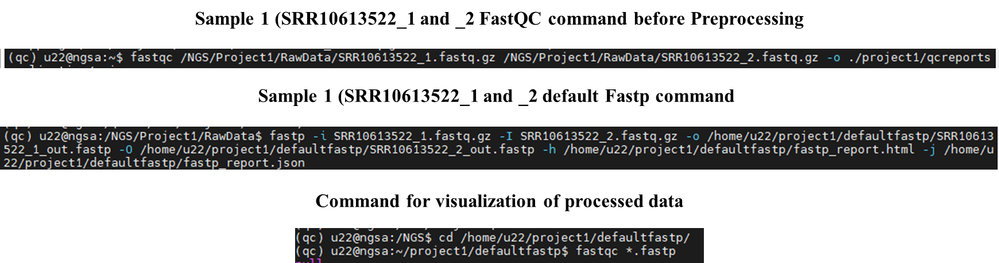 Sample 1 (SRR10613522_1 and _2 FastQC command before Preprocessing
(qc) u22@ngsa:~$ fastqc /NGS/Project1/RawData/SRR10613522_1.fastq.gz /NGS/Project1/RawData/SRR10613522_2.fastq.gz -o ./project1/qcreports
Sample 1 (SRR10613522_1 and _2 default Fastp command
(qc) u22@ngsa:/NGS/Project1/RawData$ fastp -i SRR10613522_1.fastq.gz -I SRR10613522_2.fastq.gz -o /home/u22/project1/defaultfastp/SRR10613
522_1_out.fastp -O /home/u22/project1/defaultfastp/SRR10613522_2_out.fastp -h /home/u22/project1/defaultfastp/fastp_report.html -j /home/u
22/project1/defaultfastp/fastp_report.json
Command for visualization of processed data
(qc) u22@ngsa:/NGS$ cd /home/u22/project1/defaultfastp/
(qc) u22@ngsa:~/project1/defaultfastp$ fastqc *.fastp